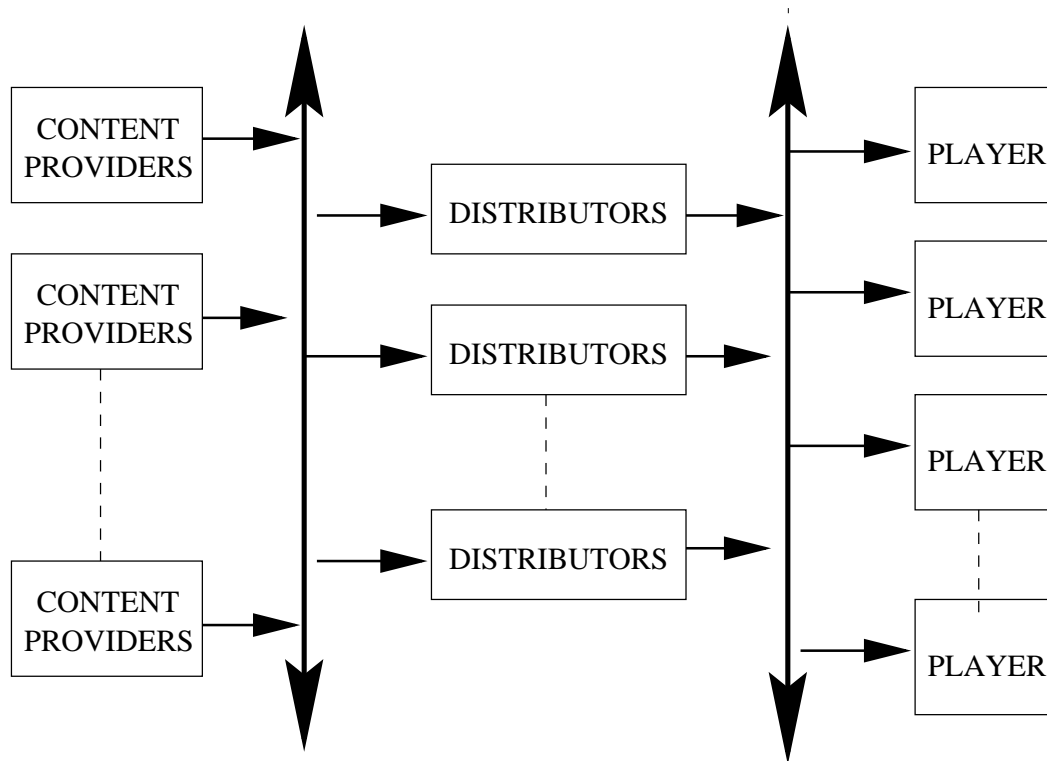 CONTENT
PROVIDERS
CONTENT
PROVIDERS
CONTENT
PROVIDERS
DISTRIBUTORS
DISTRIBUTORS
DISTRIBUTORS
PLAYER
PLAYER
PLAYER
PLAYER